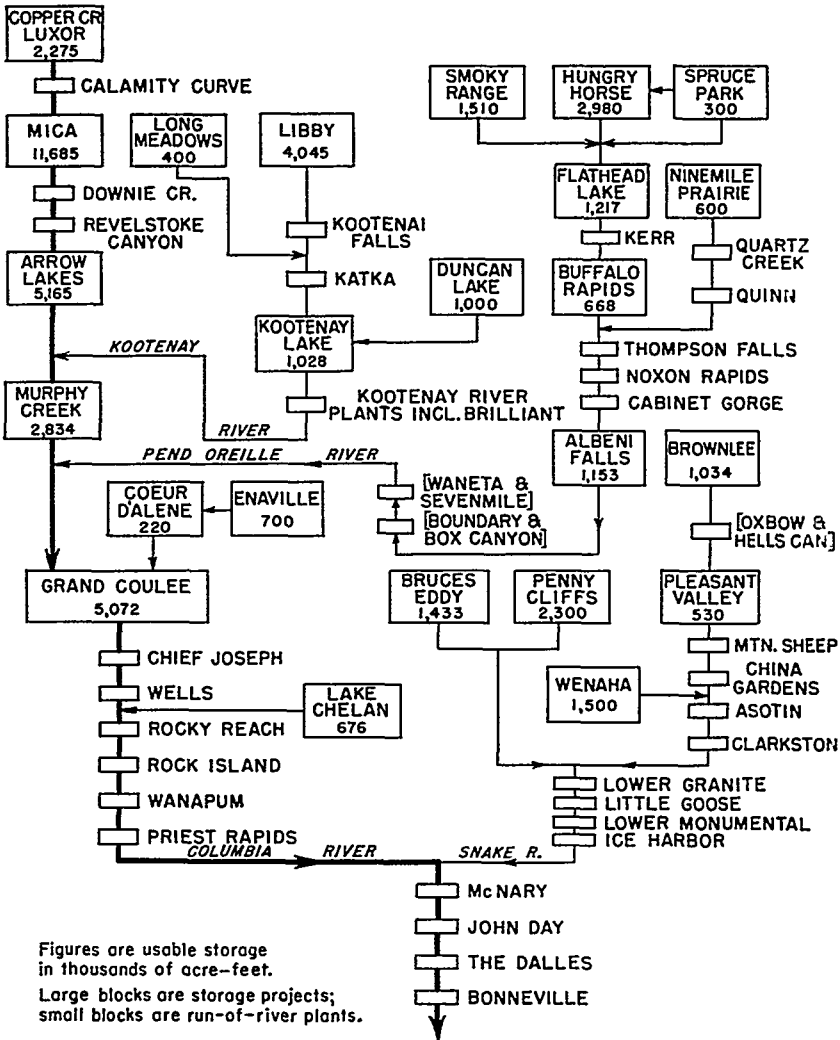 COPPER CR.
LUXOR
2,275
CALAMITY CURVE
MICA
11,685
DOWNIE CR.
REVELSTOKE
CANYON
ARROW
LAKES
5,165
LONG
MEADOWS
400
LIBBY
4,045
KOOTENAI
FALLS
KATKA
DUNCAN
LAKE
1,000
KOOTENAY
LAKE
1,028
KOOTENAY RIVER
PLANTS INCL. BRILLIANT
KOOTENAY
RIVER
MURPHY
CREEK
2,834
SMOKY
RANGE
1,510
HUNGRY
HORSE
2,980
SPRUCE
PARK
300
FLATHEAD
LAKE
1,217
KERR
BUFFALO
RAPIDS
668
NINEMILE
PRAIRIE
600
QUARTZ
CREEK
QUINN
THOMPSON FALLS
NOXON RAPIDS
CABINET GORGE
ALBENI
FALLS
1,153
PEND OREILLE RIVER
[WANETA &
SEVENMILE]
[BOUNDARY &
BOX CANYON]
COEUR
D'ALENE
220
ENAVILLE
700
GRAND COULEE
5,072
CHIEF JOSEPH
WELLS
LAKE
CHELAN
676
ROCKY REACH
ROCK ISLAND
WANAPUM
PRIEST RAPIDS
BROWNLEE
1,034
[OXBOW &
HELLS CAN]
PLEASANT
VALLEY
530
BRUCES
EDDY
1,433
PENNY
CLIFFS
2,300
MTN. SHEEP
CHINA
GARDENS
WENAHA
1,500
ASOTIN
CLARKSTON
LOWER GRANITE
LITTLE GOOSE
LOWER MONUMENTAL
ICE HARBOR
COLUMBIA RIVER
SNAKE R.
McNARY
JOHN DAY
THE DALLES
BONNEVILLE
Figures are usable storage
in thousands of acre-feet.
Large blocks are storage projects;
small blocks are run-of-river plants.